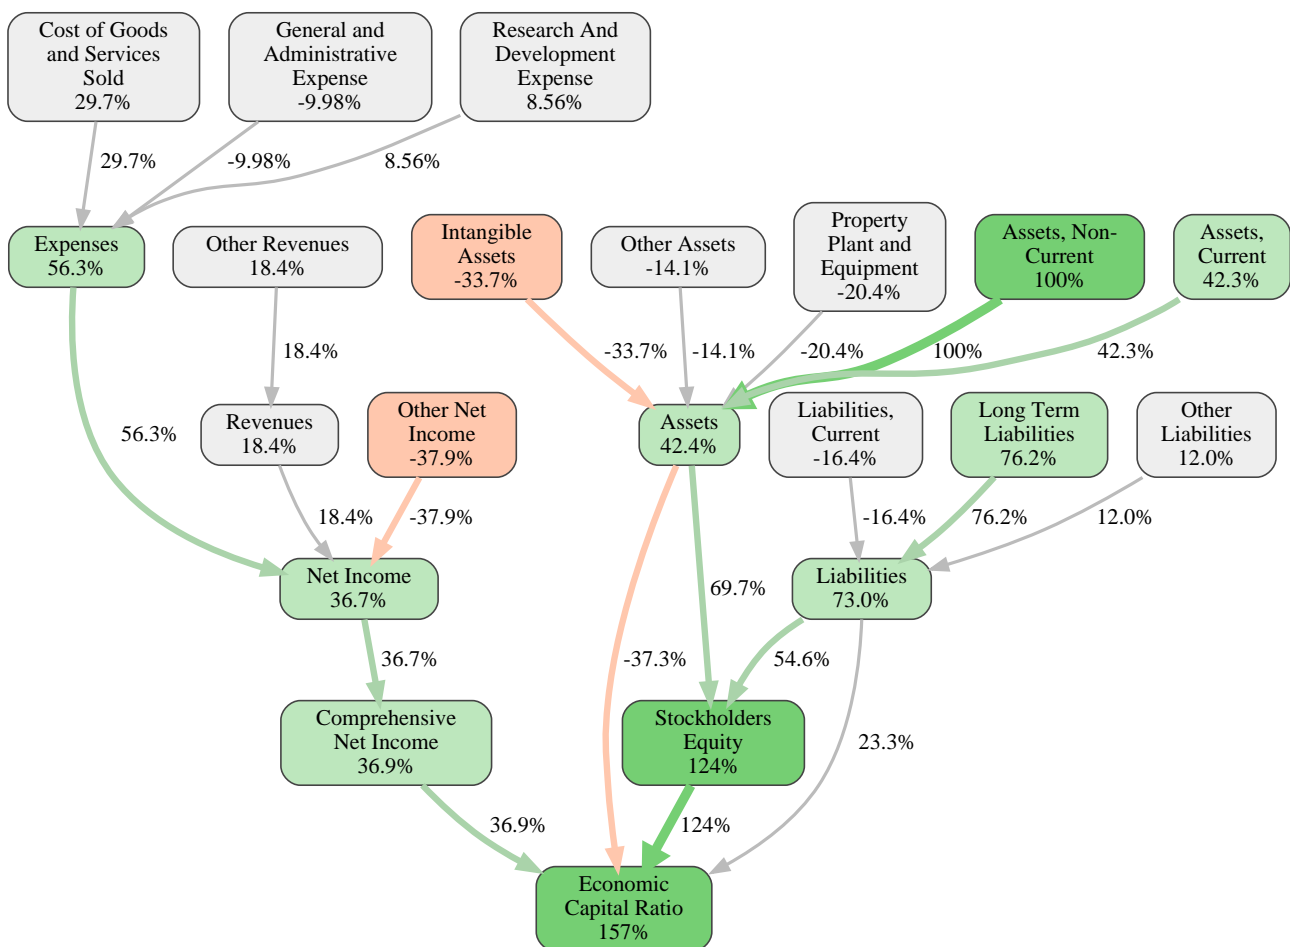 Cost of Goods
and Services
Sold
29.7%
General and
Administrative
Expense
-9.98%
Research And
Development
Expense
8.56%
29.7%
-9.98%
8.56%
Expenses
56.3%
Other Revenues
18.4%
Intangible
Assets
-33.7%
Other Assets
-14.1%
Property
Plant and
Equipment
-20.4%
Assets, Non-
Current
100%
Assets,
Current
42.3%
18.4%
-33.7%
-14.1%
-20.4%
100%
42.3%
56.3%
Revenues
18.4%
Other Net
Income
-37.9%
Assets
42.4%
Liabilities,
Current
-16.4%
Long Term
Liabilities
76.2%
Other
Liabilities
12.0%
18.4%
-37.9%
-16.4%
76.2%
12.0%
Net Income
36.7%
69.7%
Liabilities
73.0%
36.7%
-37.3%
54.6%
Comprehensive
Net Income
36.9%
Stockholders
Equity
124%
23.3%
36.9%
124%
Economic
Capital Ratio
157%